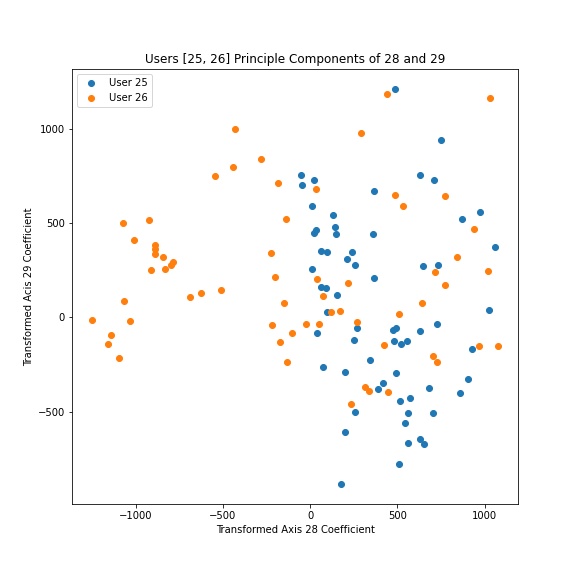 Users [25, 26] Principle Components of 28 and 29
User 25
User 26
1000
500
0
−500
Transformed Acis 29 Coefficient
−1000
−500
0
500
1000
Transformed Axis 28 Coefficient